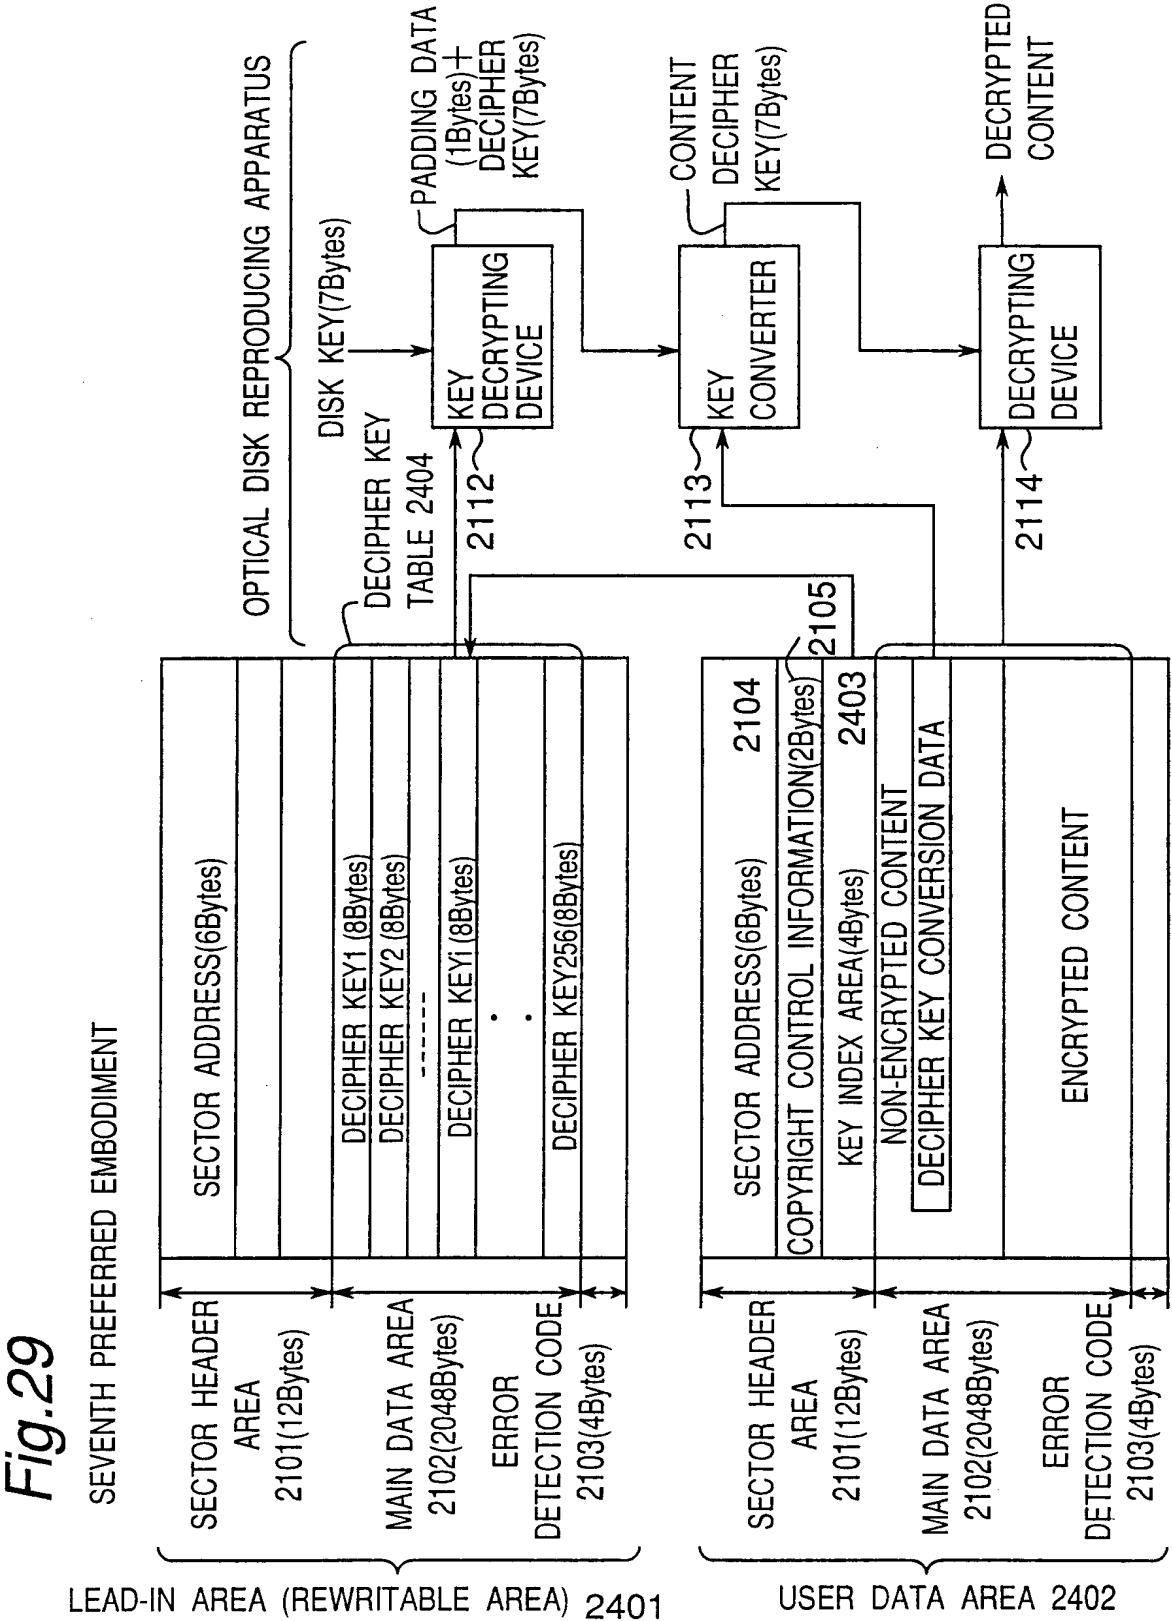 Fig.29
SEVENTH PREFERRED EMBODIMENT
LEAD-IN AREA (REWRITABLE AREA) 2401
SECTOR HEADER
AREA
2101(12Bytes)
MAIN DATA AREA
2102(2048Bytes)
ERROR
DETECTION CODE
2103(4Bytes)
SECTOR ADDRESS(6Bytes)
DECIPHER KEY1 (8Bytes)
DECIPHER KEY2 (8Bytes)
DECIPHER KEYi (8Bytes)
DECIPHER KEY256(8Bytes)
OPTICAL DISK REPRODUCING APPARATUS
DECIPHER KEY
TABLE 2404
DISK KEY(7Bytes)
KEY
DECRYPTING
DEVICE
2112
PADDING DATA
(1Bytes)+
DECIPHER
KEY(7Bytes)
KEY
CONVERTER
2113
CONTENT
DECIPHER
KEY(7Bytes)
DECRYPTING
DEVICE
2114
DECRYPTED
CONTENT
USER DATA AREA 2402
SECTOR HEADER
AREA
2101(12Bytes)
MAIN DATA AREA
2102(2048Bytes)
ERROR
DETECTION CODE
2103(4Bytes)
SECTOR ADDRESS(6Bytes) 2104
COPYRIGHT CONTROL INFORMATION(2Bytes) 2105
KEY INDEX AREA(4Bytes) 2403
NON-ENCRYPTED CONTENT
DECIPHER KEY CONVERSION DATA
ENCRYPTED CONTENT